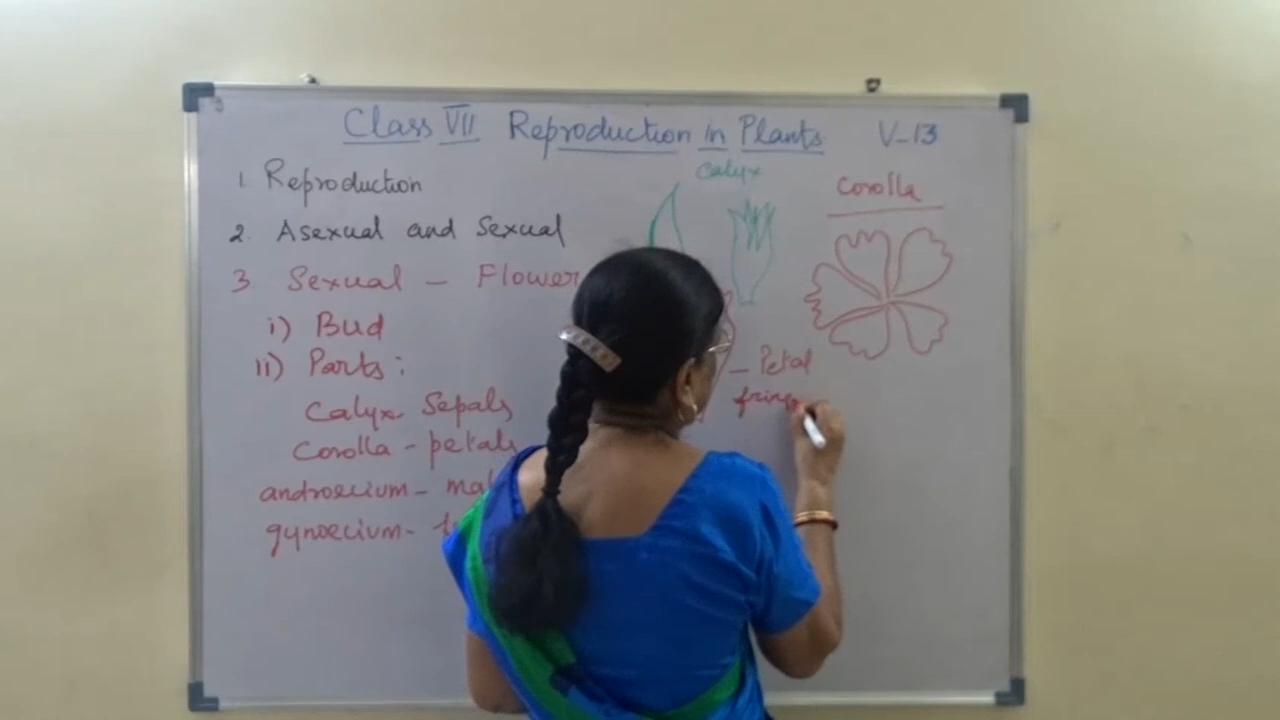 Class VII Reproduction in Plants V-13
1. Reproduction
2. Asexual and Sexual
3 Sexual - Flower
i) Bud
ii) Parts:
Calyx - Sepals
Corolla - petals
androecium -
gynoecium -
Calyx
Corolla
- Petal